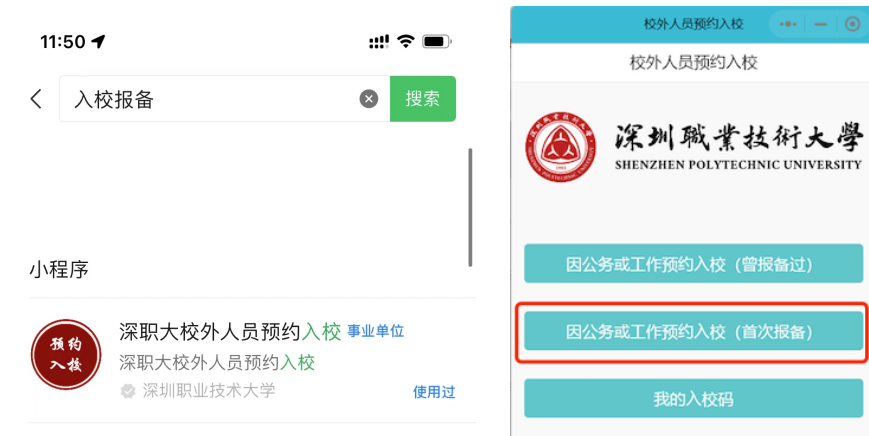 11:50
入校报备
搜索
小程序
预约
入校
深职大校外人员预约入校 事业单位
深职大校外人员预约入校
深圳职业技术大学
使用过
校外人员预约入校
校外人员预约入校
深圳職業技術大學
SHENZHEN POLYTECHNIC UNIVERSITY
因公务或工作预约入校（曾报备过）
因公务或工作预约入校（首次报备）
我的入校码